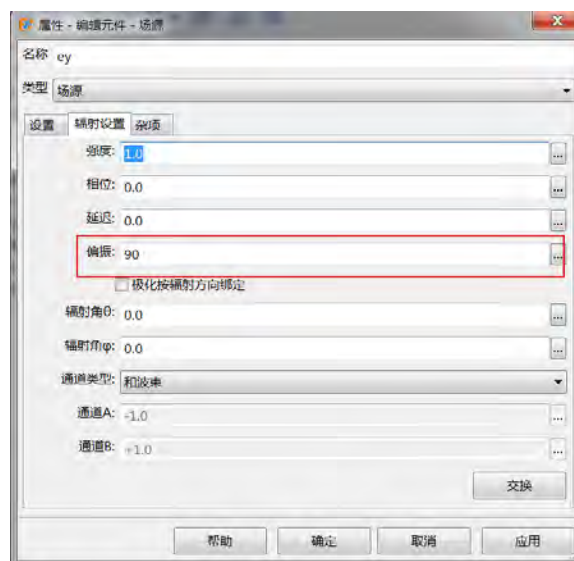 属性 - 编辑元件 - 场源
名称 ey
类型 场源
设置 辐射设置 杂项
强度: 1.0 ...
相位: 0.0 ...
延迟: 0.0 ...
偏振: 90 ...
极化按辐射方向绑定
辐射角θ: 0.0 ...
辐射角φ: 0.0 ...
通道类型: 和波束
通道A: -1.0 ...
通道B: +1.0 ...
交换
帮助 确定 取消 应用